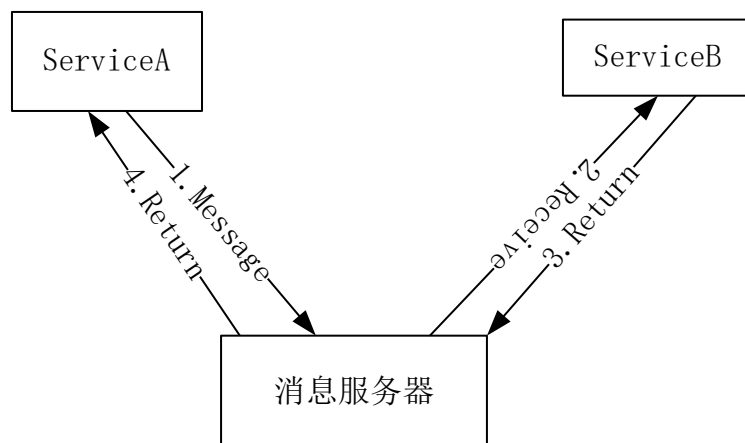 ServiceA
ServiceB
1.Message
4.Return
2.Receive
3.Return
消息服务器